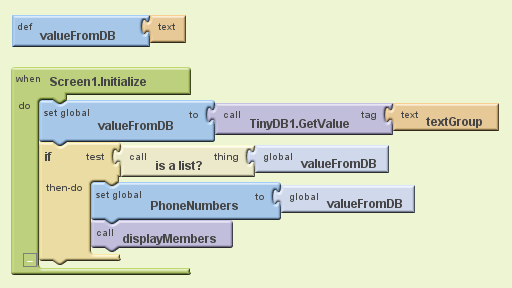 def valueFromDB text
when Screen1.Initialize
do set global valueFromDB to call TinyDB1.GetValue tag text textGroup
if test call is a list? thing global valueFromDB
then-do set global PhoneNumbers to global valueFromDB
call displayMembers